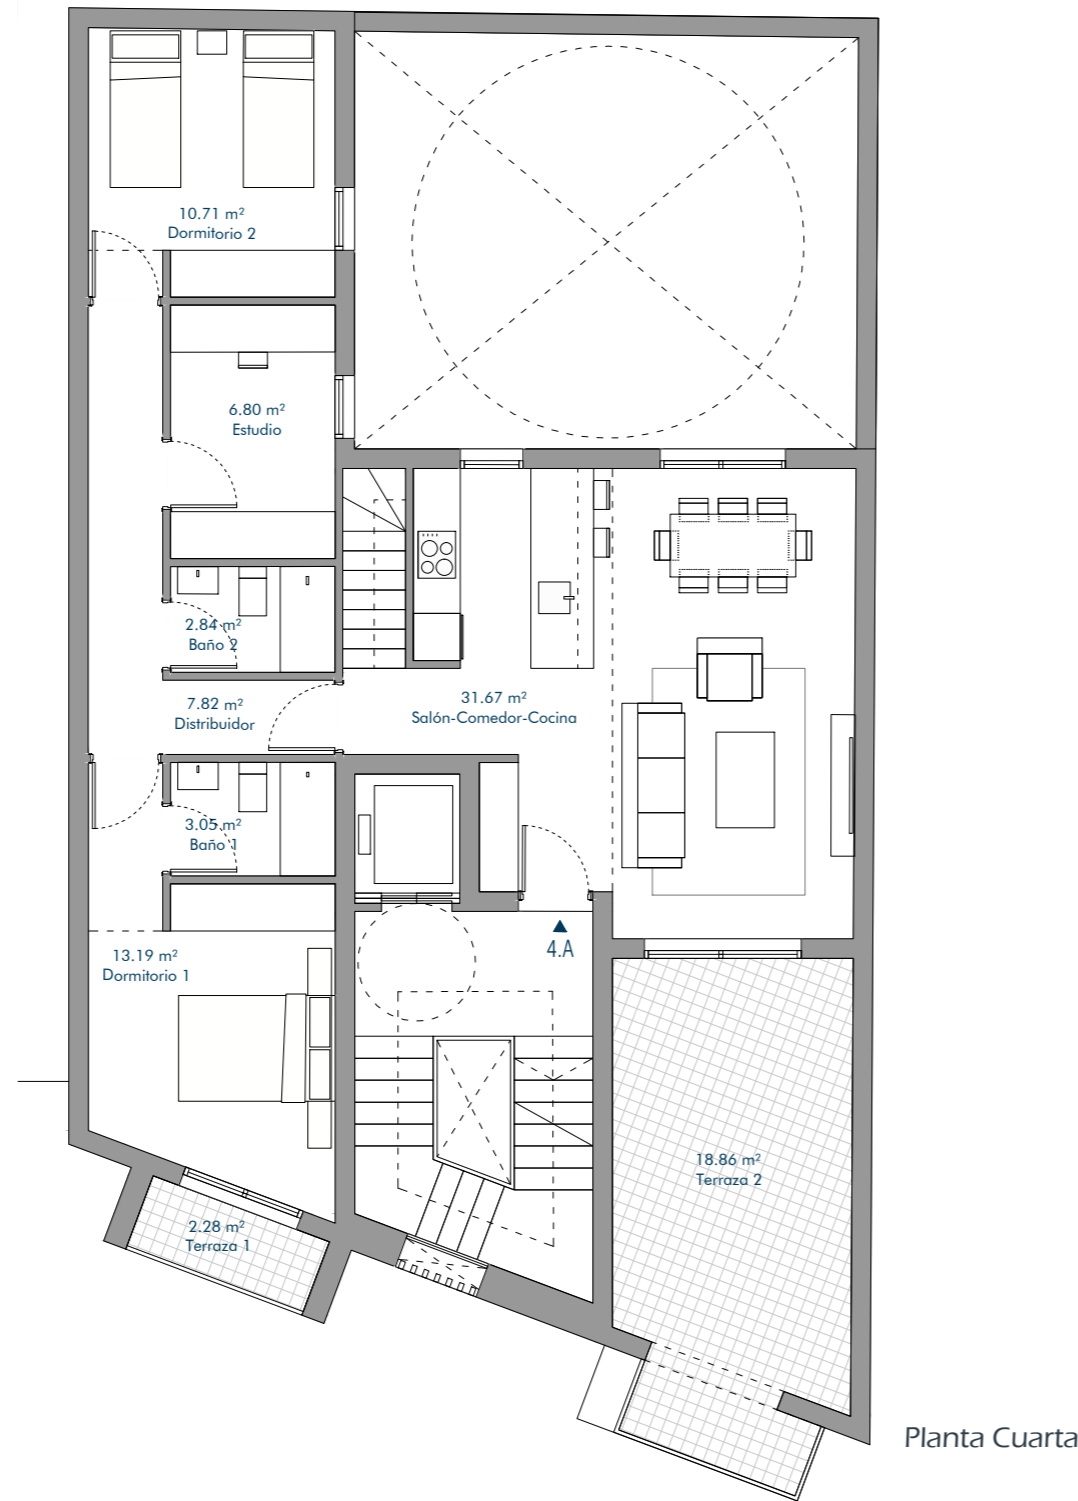 10.71 m²
Dormitorio 2
6.80 m²
Estudio
2.84 m²
Baño 2
7.82 m²
Distribuidor
31.67 m²
Salón-Comedor-Cocina
3.05 m²
Baño 1
4.A
13.19 m²
Dormitorio 1
18.86 m²
Terraza 2
2.28 m²
Terraza 1
Planta Cuarta